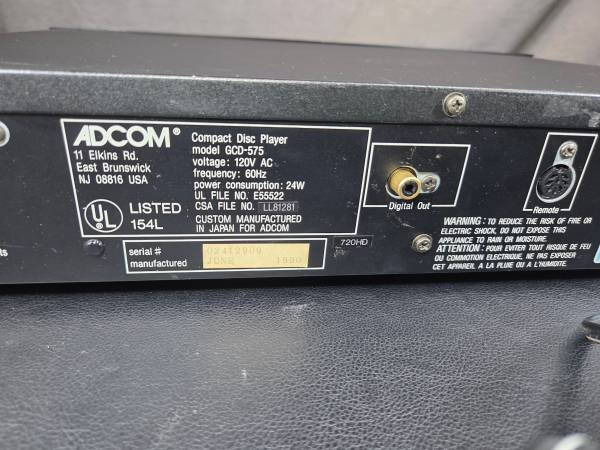 ADCOM®
11 Elkins Rd.
East Brunswick
NJ 08816 USA
UL
LISTED
154L
Compact Disc Player
model GCD-575
voltage: 120V AC
frequency: 60Hz
power consumption: 24W
UL FILE NO. E55522
CSA FILE NO. LL81281
CUSTOM MANUFACTURED
IN JAPAN FOR ADCOM
serial #
manufactured
JUNE 1990
720HD
Digital Out
Remote
WARNING: TO REDUCE THE RISK OF FIRE OR
ELECTRIC SHOCK, DO NOT EXPOSE THIS
APPLIANCE TO RAIN OR MOISTURE.
ATTENTION: POUR EVITER TOUT RISQUE DE FEU
OU COMMOTION ELECTRIQUE, NE PAS EXPOSER
CET APPAREIL A LA PLUIE OU A L'HUMIDITE.